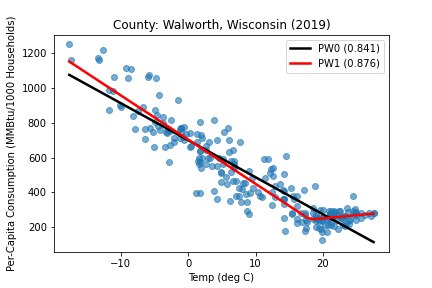 County: Walworth, Wisconsin (2019)
Per-Capita Consumption (MMBtu/1000 Households)
1200
1000
800
600
400
200
PW0 (0.841)
PW1 (0.876)
−10
0
10
20
Temp (deg C)